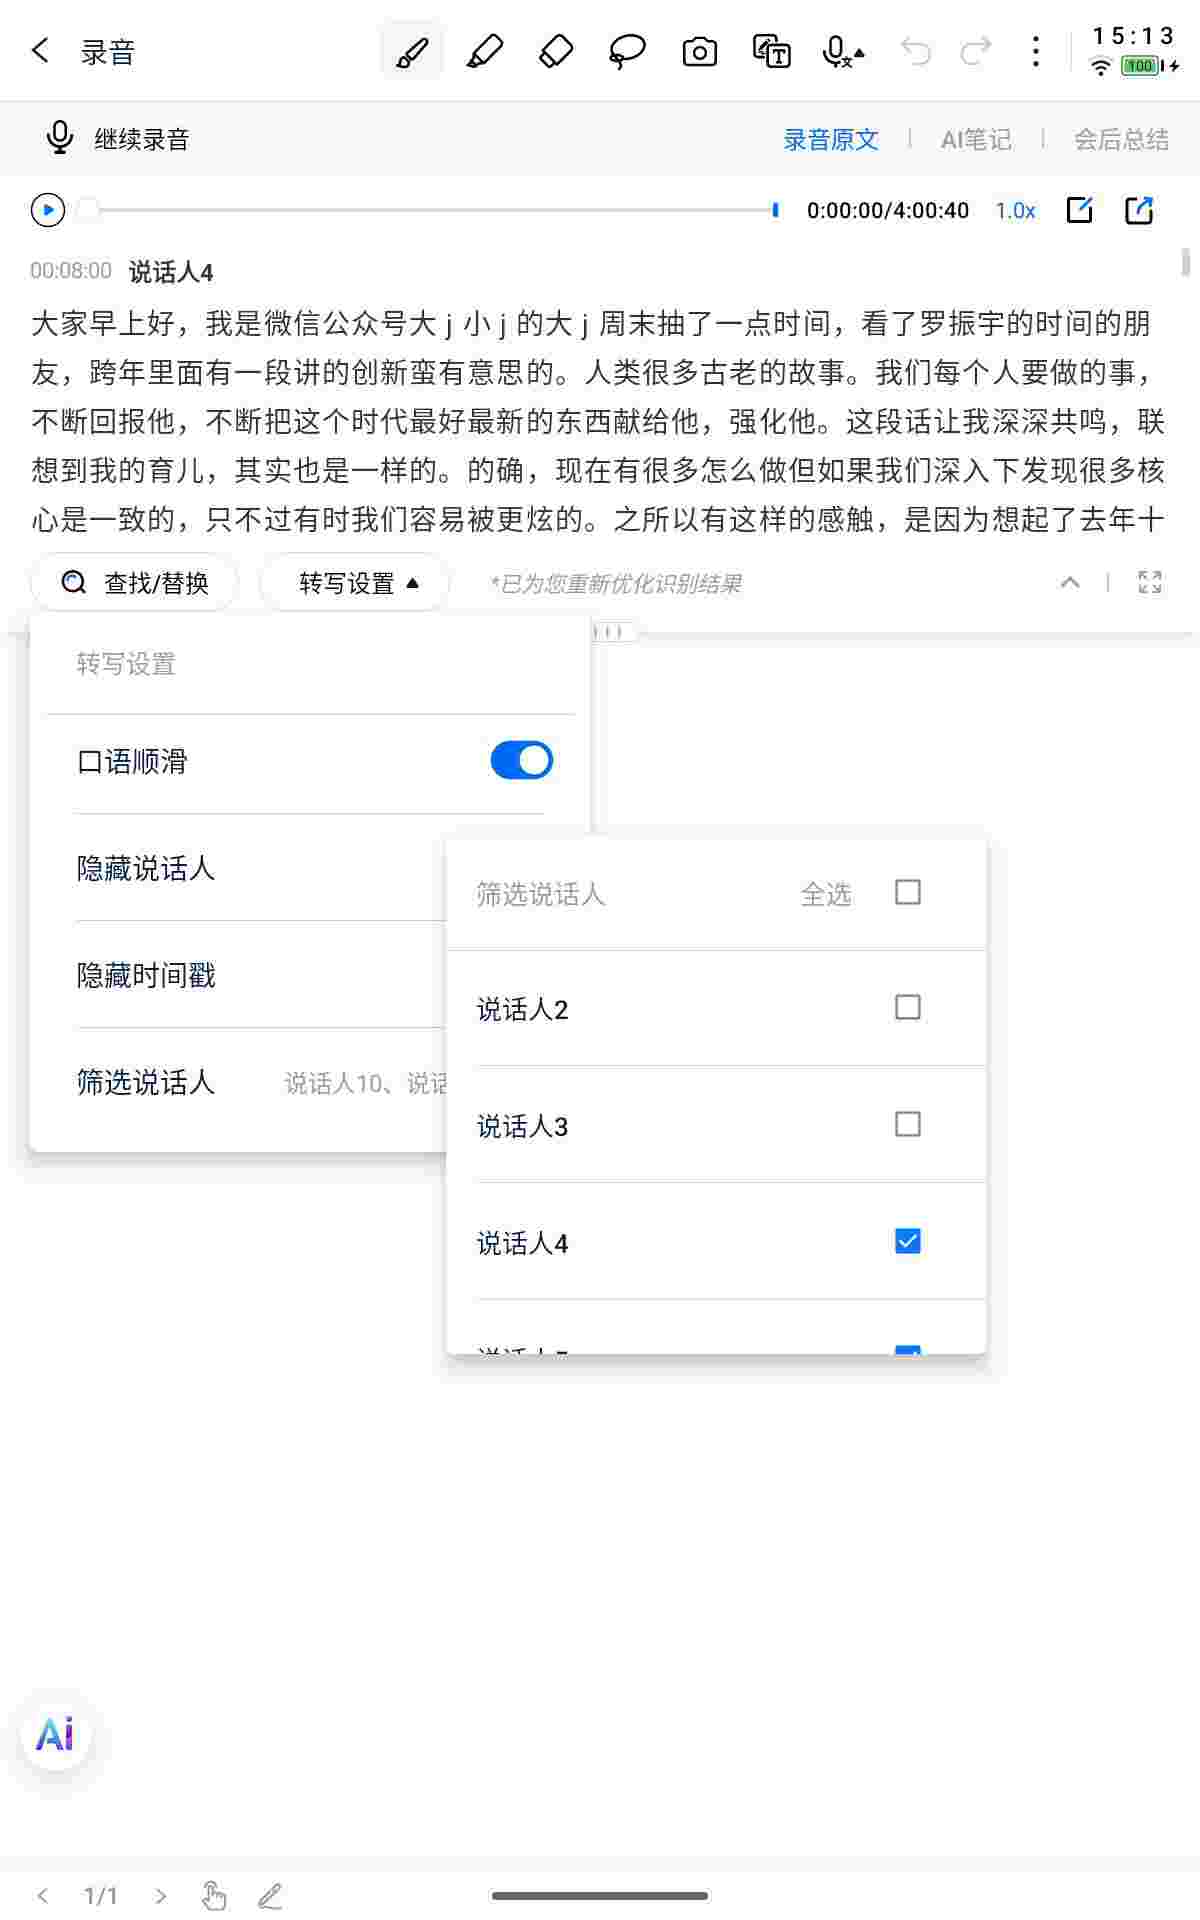 录音
15:13
100
继续录音
录音原文
AI笔记
会后总结
0:00:00/4:00:40
1.0x
00:08:00 说话人4
大家早上好，我是微信公众号大 j 小 j 的大 j 周末抽了一点时间，看了罗振宇的时间的朋
友，跨年里面有一段讲的创新蛮有意思的。人类很多古老的故事。我们每个人要做的事，
不断回报他，不断把这个时代最好最新的东西献给他，强化他。这段话让我深深共鸣，联
想到我的育儿，其实也是一样的。的确，现在有很多怎么做但如果我们深入下发现很多核
心是一致的，只不过有时我们容易被更炫的。之所以有这样的感触，是因为想起了去年十
查找/替换
转写设置
*已为您重新优化识别结果
转写设置
口语顺滑
隐藏说话人
隐藏时间戳
筛选说话人 说话人10、说话
筛选说话人 全选
说话人2
说话人3
说话人4
Ai
1/1